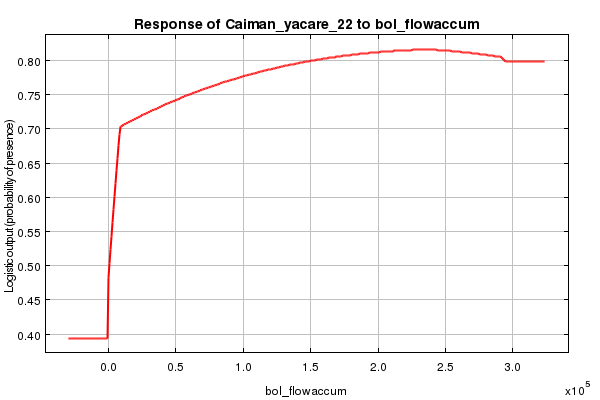 Response of Caiman_yacare_22 to bol_flowaccum
Logistic output (probability of presence)
0.80
0.75
0.70
0.65
0.60
0.55
0.50
0.45
0.40
0.0 0.5 1.0 1.5 2.0 2.5 3.0
bol_flowaccum
x10^5